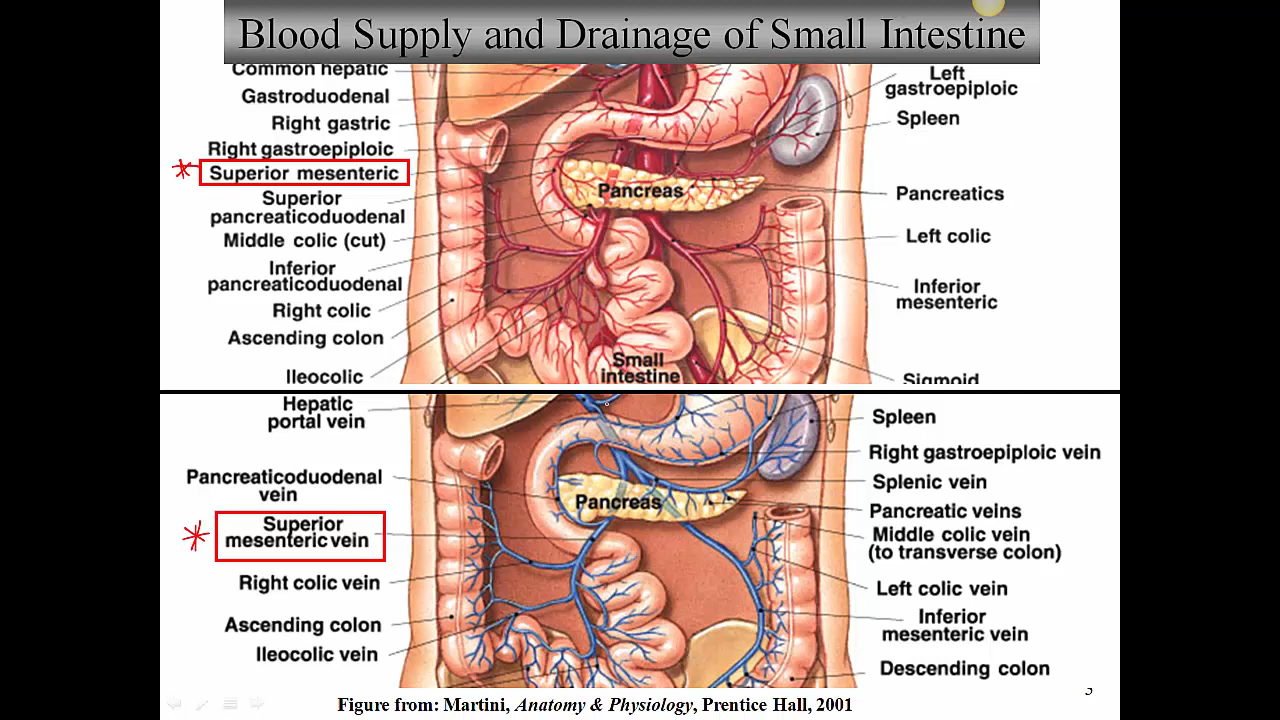 Blood Supply and Drainage of Small Intestine
Common hepatic
Gastroduodenal
Right gastric
Right gastroepiploic
Superior mesenteric
Superior
pancreaticoduodenal
Middle colic (cut)
Inferior
pancreaticoduodenal
Right colic
Ascending colon
Ileocolic
Pancreas
Small
intestine
Left
gastroepiploic
Spleen
Pancreatics
Left colic
Inferior
mesenteric
Sigmoid
Hepatic
portal vein
Pancreaticoduodenal
vein
Superior
mesenteric vein
Right colic vein
Ascending colon
Ileocolic vein
Pancreas
Spleen
Right gastroepiploic vein
Splenic vein
Pancreatic veins
Middle colic vein
(to transverse colon)
Left colic vein
Inferior
mesenteric vein
Descending colon
Figure from: Martini, Anatomy & Physiology, Prentice Hall, 2001